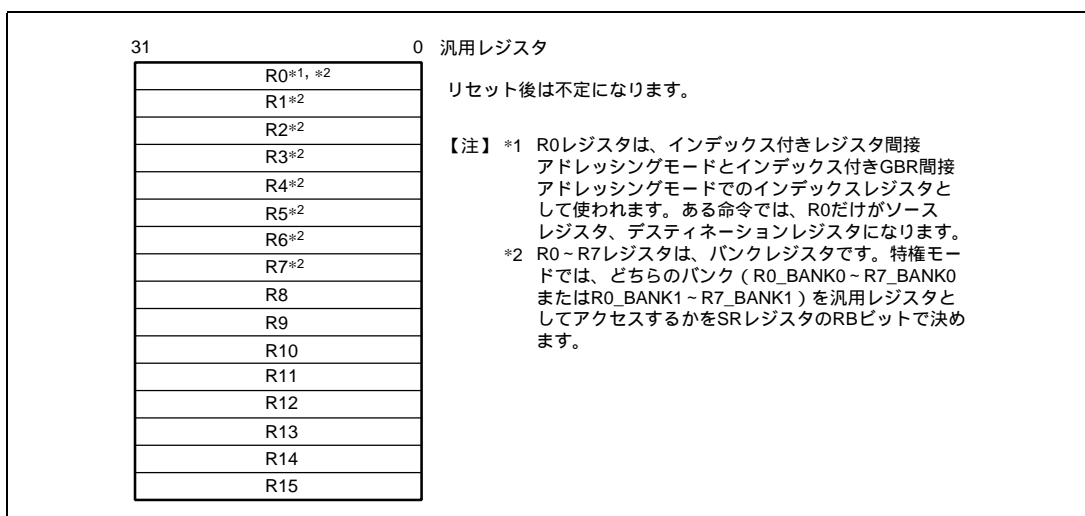 31 0 汎用レジスタ
R0*1, *2
R1*2
R2*2
R3*2
R4*2
R5*2
R6*2
R7*2
R8
R9
R10
R11
R12
R13
R14
R15
リセット後は不定になります。
【注】 *1 R0レジスタは、インデックス付きレジスタ間接
アドレッシングモードとインデックス付きGBR間接
アドレッシングモードでのインデックスレジスタと
して使われます。ある命令では、R0だけがソース
レジスタ、デスティネーションレジスタになります。
*2 R0~R7レジスタは、バンクレジスタです。特権モー
ドでは、どちらのバンク(R0_BANK0~R7_BANK0
またはR0_BANK1~R7_BANK1)を汎用レジスタと
してアクセスするかをSRレジスタのRBビットで決め
ます。